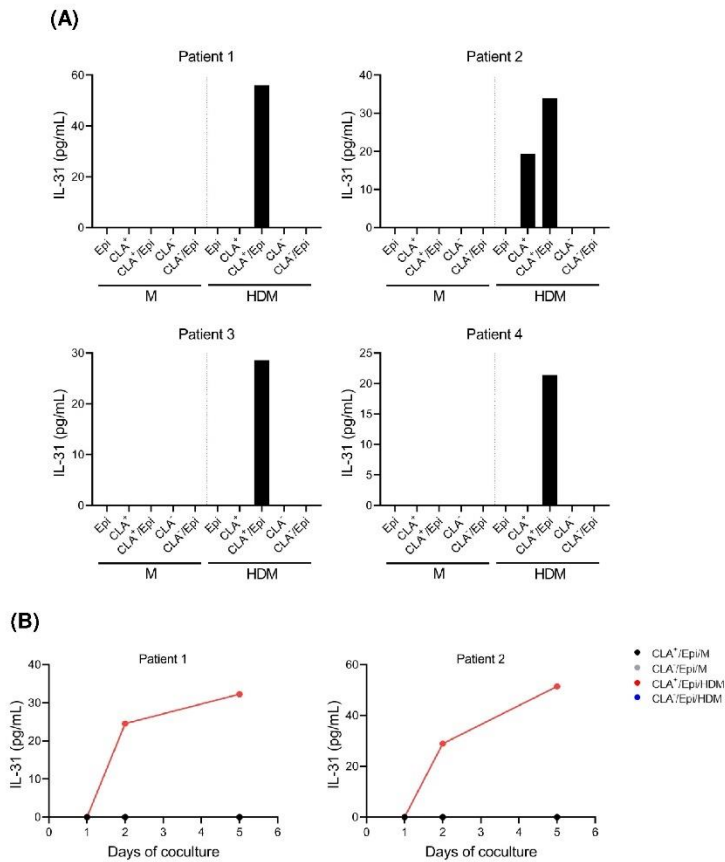 (A)
Patient 1
Patient 2
IL-31 (pg/mL)
60
40
20
0
Epi
CLA⁺
CLA⁺/Epi
CLA⁻
CLA⁻/Epi
Epi
CLA⁺
CLA⁺/Epi
CLA⁻
CLA⁻/Epi
M
HDM
IL-31 (pg/mL)
40
30
20
10
0
Epi
CLA⁺
CLA⁺/Epi
CLA⁻
CLA⁻/Epi
Epi
CLA⁺
CLA⁺/Epi
CLA⁻
CLA⁻/Epi
M
HDM
Patient 3
Patient 4
IL-31 (pg/mL)
30
20
10
0
Epi
CLA⁺
CLA⁺/Epi
CLA⁻
CLA⁻/Epi
Epi
CLA⁺
CLA⁺/Epi
CLA⁻
CLA⁻/Epi
M
HDM
IL-31 (pg/mL)
25
20
15
10
5
0
Epi
CLA⁺
CLA⁺/Epi
CLA⁻
CLA⁻/Epi
Epi
CLA⁺
CLA⁺/Epi
CLA⁻
CLA⁻/Epi
M
HDM
(B)
Patient 1
IL-31 (pg/mL)
40
30
20
10
0
0 1 2 3 4 5 6
Days of coculture
Patient 2
IL-31 (pg/mL)
60
40
20
0
0 1 2 3 4 5 6
Days of coculture
CLA⁺/Epi/M
CLA⁻/Epi/M
CLA⁺/Epi/HDM
CLA⁻/Epi/HDM